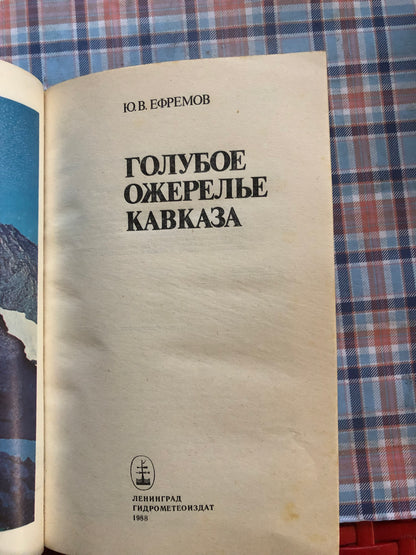 Ю. В. ЕФРЕМОВ
ГОЛУБОЕ
ОЖЕРЕЛЬЕ
КАВКАЗА
ЛЕНИНГРАД
ГИДРОМЕТЕОИЗДАТ
1988